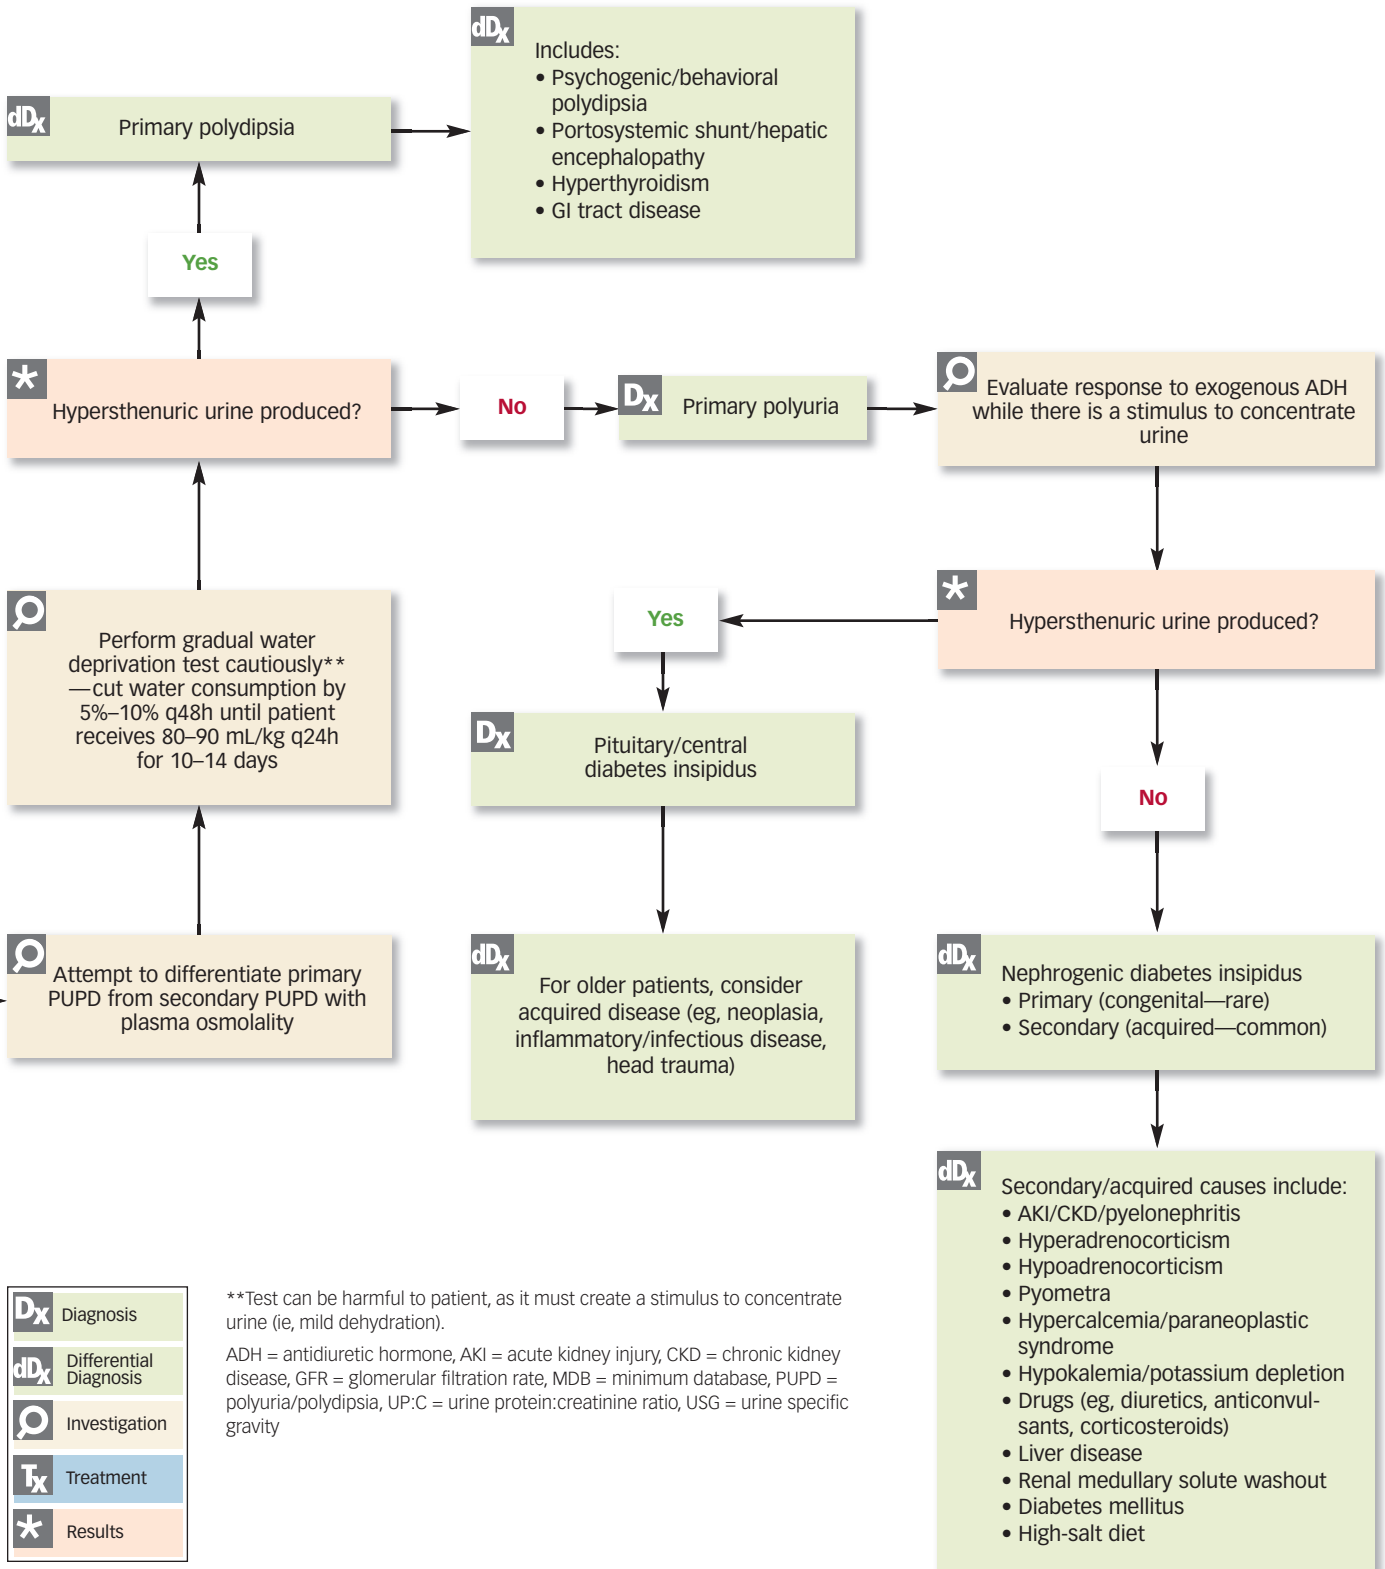 dDx
Includes:
• Psychogenic/behavioral
polydipsia
• Portosystemic shunt/hepatic
encephalopathy
• Hyperthyroidism
• GI tract disease
dDx
Primary polydipsia
Yes
Hypersthenuric urine produced?
No
Dx
Primary polyuria
Evaluate response to exogenous ADH
while there is a stimulus to concentrate
urine
Perform gradual water
deprivation test cautiously**
—cut water consumption by
5%–10% q48h until patient
receives 80–90 mL/kg q24h
for 10–14 days
Yes
Hypersthenuric urine produced?
Dx
Pituitary/central
diabetes insipidus
No
Attempt to differentiate primary
PUPD from secondary PUPD with
plasma osmolality
dDx
For older patients, consider
acquired disease (eg, neoplasia,
inflammatory/infectious disease,
head trauma)
dDx
Nephrogenic diabetes insipidus
• Primary (congenital—rare)
• Secondary (acquired—common)
dDx
Secondary/acquired causes include:
• AKI/CKD/pyelonephritis
• Hyperadrenocorticism
• Hypoadrenocorticism
• Pyometra
• Hypercalcemia/paraneoplastic
syndrome
• Hypokalemia/potassium depletion
• Drugs (eg, diuretics, anticonvul-
sants, corticosteroids)
• Liver disease
• Renal medullary solute washout
• Diabetes mellitus
• High-salt diet
Dx Diagnosis
dDx Differential
Diagnosis
Investigation
Tx Treatment
* Results
**Test can be harmful to patient, as it must create a stimulus to concentrate
urine (ie, mild dehydration).
ADH = antidiuretic hormone, AKI = acute kidney injury, CKD = chronic kidney
disease, GFR = glomerular filtration rate, MDB = minimum database, PUPD =
polyuria/polydipsia, UP:C = urine protein:creatinine ratio, USG = urine specific
gravity